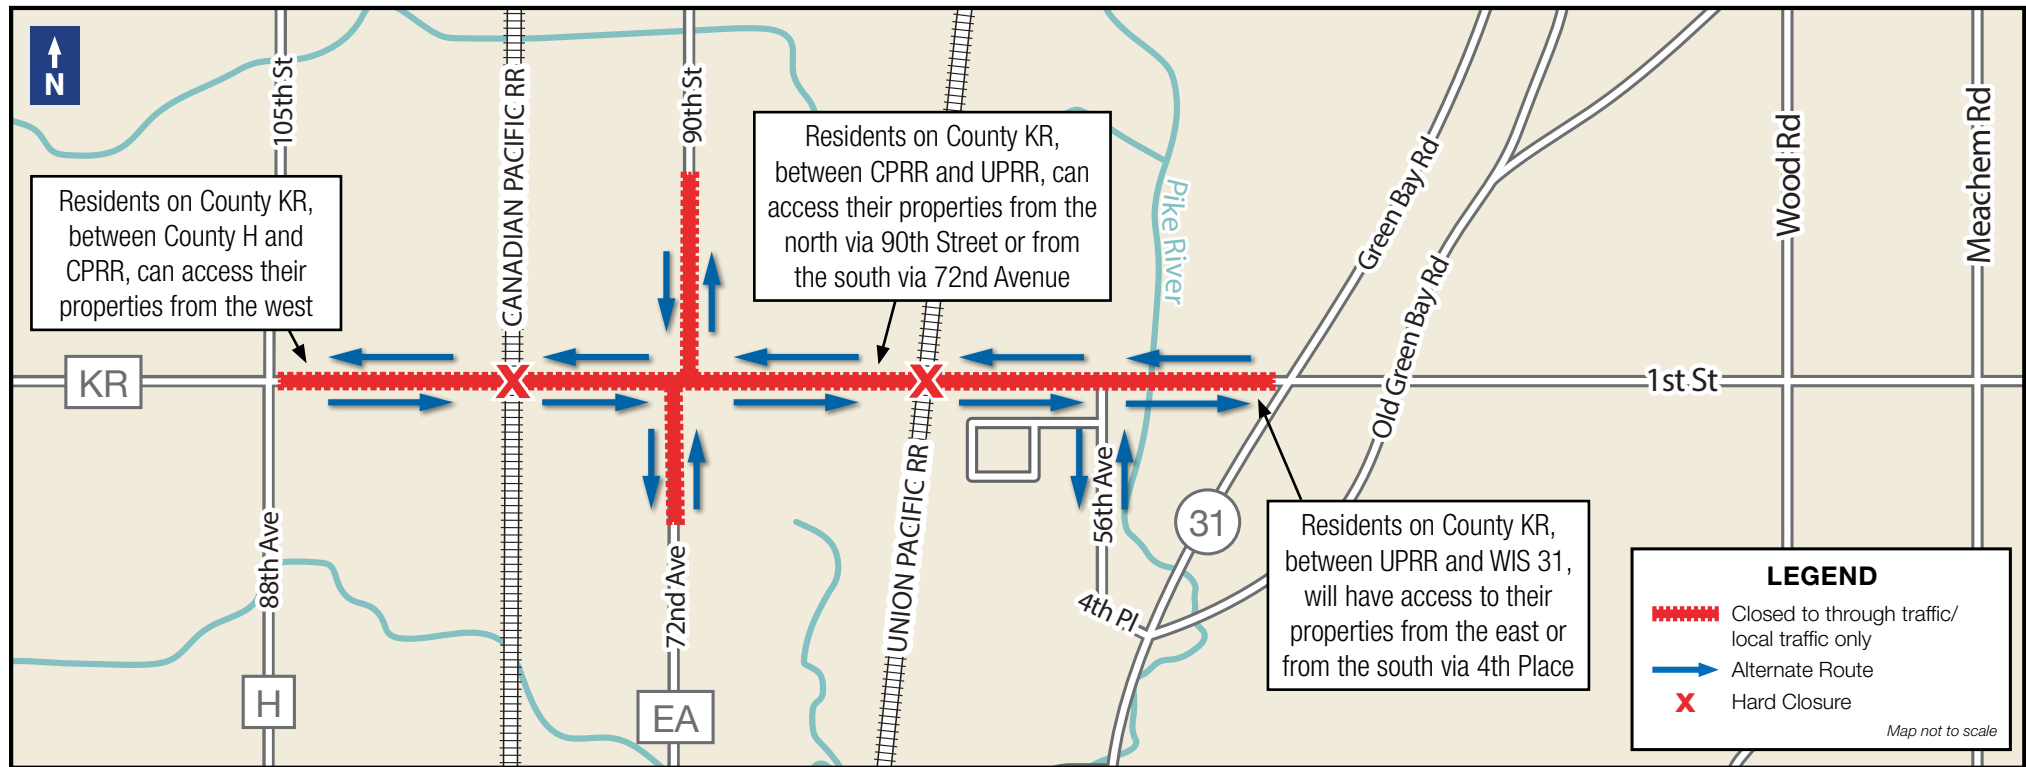 N
105th St
CANADIAN PACIFIC RR
90th St
Residents on County KR,
between County H and
CPRR, can access their
properties from the west
Residents on County KR,
between CPRR and UPRR, can
access their properties from the
north via 90th Street or from
the south via 72nd Avenue
Pike River
Green Bay Rd
Old Green Bay Rd
Wood Rd
Meachem Rd
KR
X
X
1st St
88th Ave
H
72nd Ave
EA
UNION PACIFIC RR
56th Ave
4th Pl
31
Residents on County KR,
between UPRR and WIS 31,
will have access to their
properties from the east or
from the south via 4th Place
LEGEND
Closed to through traffic/
local traffic only
Alternate Route
X Hard Closure
Map not to scale